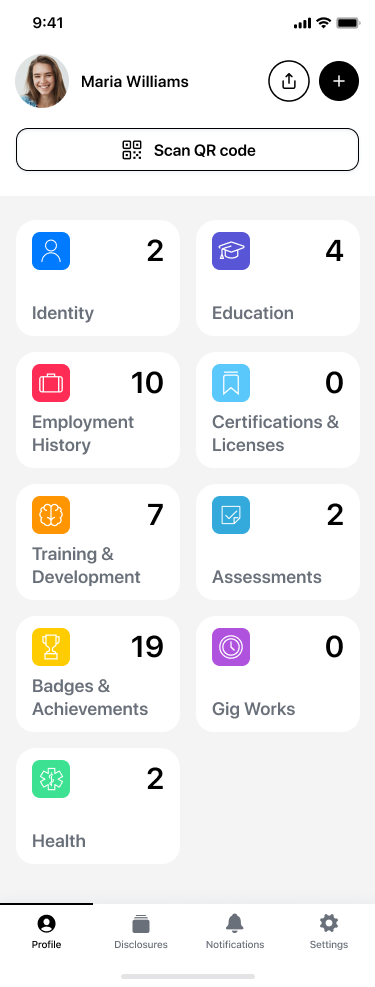 9:41
Maria Williams
Scan QR code
2
Identity
4
Education
10
Employment
History
0
Certifications &
Licenses
7
Training &
Development
2
Assessments
19
Badges &
Achievements
0
Gig Works
2
Health
Profile
Disclosures
Notifications
Settings